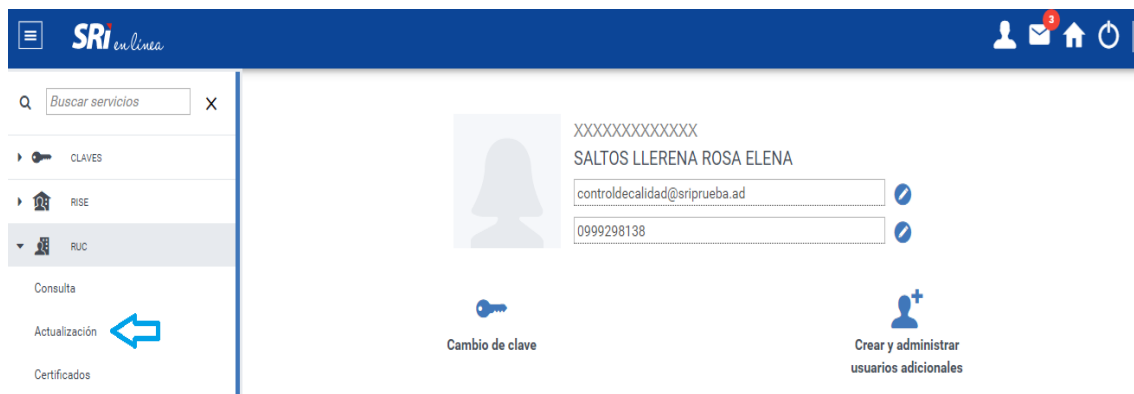 SRi en línea
3
Buscar servicios X
CLAVES
RISE
RUC
Consulta
Actualización
Certificados
XXXXXXXXXXXXX
SALTOS LLERENA ROSA ELENA
controldecalidad@sriprueba.ad
0999298138
Cambio de clave
Crear y administrar
usuarios adicionales